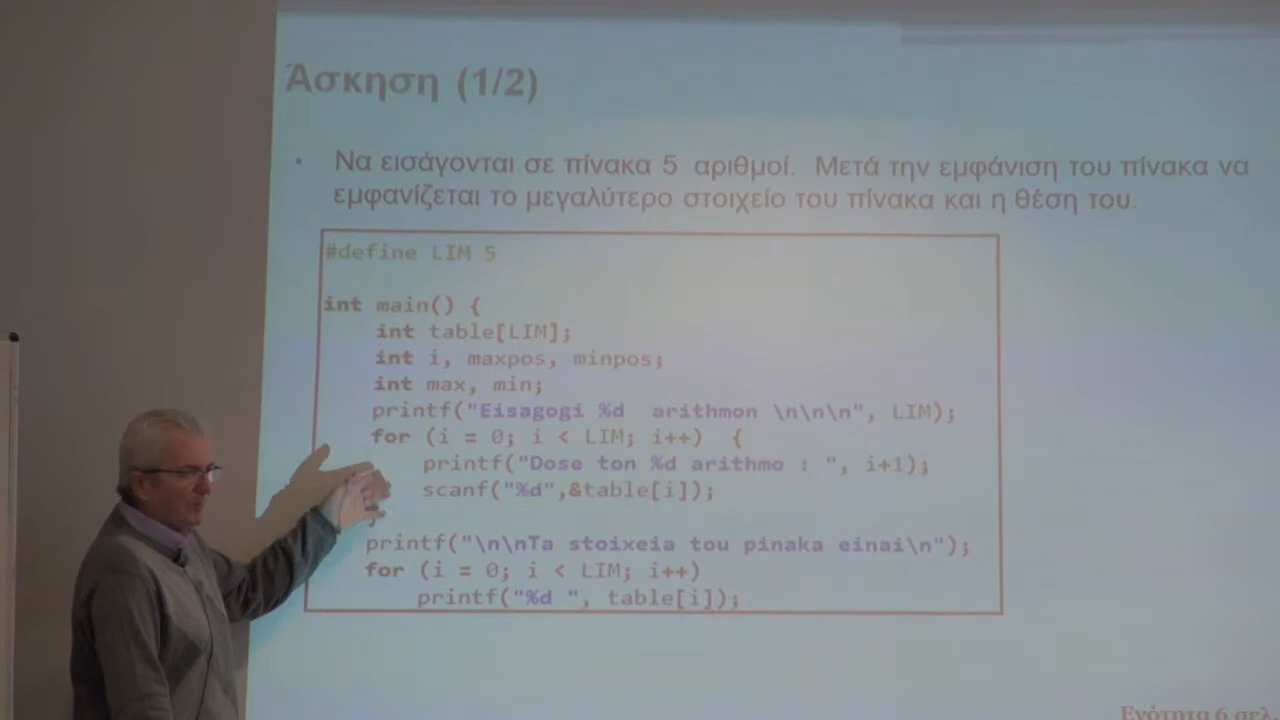 Άσκηση (1/2)
• Να εισάγονται σε πίνακα 5 αριθμοί. Μετά την εμφάνιση του πίνακα να
εμφανίζεται το μεγαλύτερο στοιχείο του πίνακα και η θέση του.
#define LIM 5
int main() {
int table[LIM];
int i, maxpos, minpos;
int max, min;
printf("Eisagogi %d arithmon \n\n\n", LIM);
for (i = 0; i < LIM; i++) {
printf("Dose ton %d arithmo : ", i+1);
scanf("%d",&table[i]);
}
printf("\n\nTa stoixeia tou pinaka einai\n");
for (i = 0; i < LIM; i++)
printf("%d ", table[i]);
Ενότητα 6 σελ.